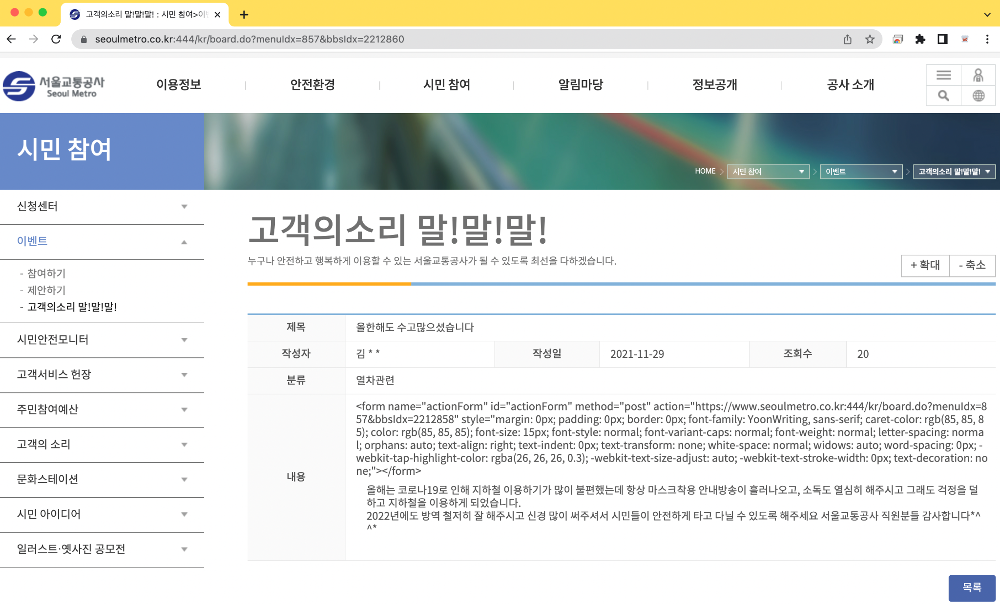 고객의소리 말!말!말! : 시민 참여>이
seoulmetro.co.kr:444/kr/board.do?menuIdx=857&bbsIdx=2212860
서울교통공사
Seoul Metro
이용정보
안전환경
시민 참여
알림마당
정보공개
공사 소개
시민 참여
HOME
시민 참여
이벤트
고객의소리 말!말!말!
신청센터
이벤트
- 참여하기
- 제안하기
- 고객의소리 말!말!말!
시민안전모니터
고객서비스 헌장
주민참여예산
고객의 소리
문화스테이션
시민 아이디어
일러스트·옛사진 공모전
고객의소리 말!말!말!
누구나 안전하고 행복하게 이용할 수 있는 서울교통공사가 될 수 있도록 최선을 다하겠습니다.
+ 확대
- 축소
제목 올한해도 수고많으셨습니다
작성자 김 * * 작성일 2021-11-29 조회수 20
분류 열차관련
내용
<form name="actionForm" id="actionForm" method="post" action="https://www.seoulmetro.co.kr:444/kr/board.do?menuIdx=8
57&bbsIdx=2212858" style="margin: 0px; padding: 0px; border: 0px; font-family: YoonWriting, sans-serif; caret-color: rgb(85, 85, 8
5); color: rgb(85, 85, 85); font-size: 15px; font-style: normal; font-variant-caps: normal; font-weight: normal; letter-spacing: norma
l; orphans: auto; text-align: right; text-indent: 0px; text-transform: none; white-space: normal; widows: auto; word-spacing: 0px; -
webkit-tap-highlight-color: rgba(26, 26, 26, 0.3); -webkit-text-size-adjust: auto; -webkit-text-stroke-width: 0px; text-decoration: no
ne;"></form>
올해는 코로나19로 인해 지하철 이용하기가 많이 불편했는데 항상 마스크착용 안내방송이 흘러나오고, 소독도 열심히 해주시고 그래도 걱정을 덜
하고 지하철을 이용하게 되었습니다.
2022년에도 방역 철저히 잘 해주시고 신경 많이 써주셔서 시민들이 안전하게 타고 다닐 수 있도록 해주세요 서울교통공사 직원분들 감사합니다*^
^*
목록